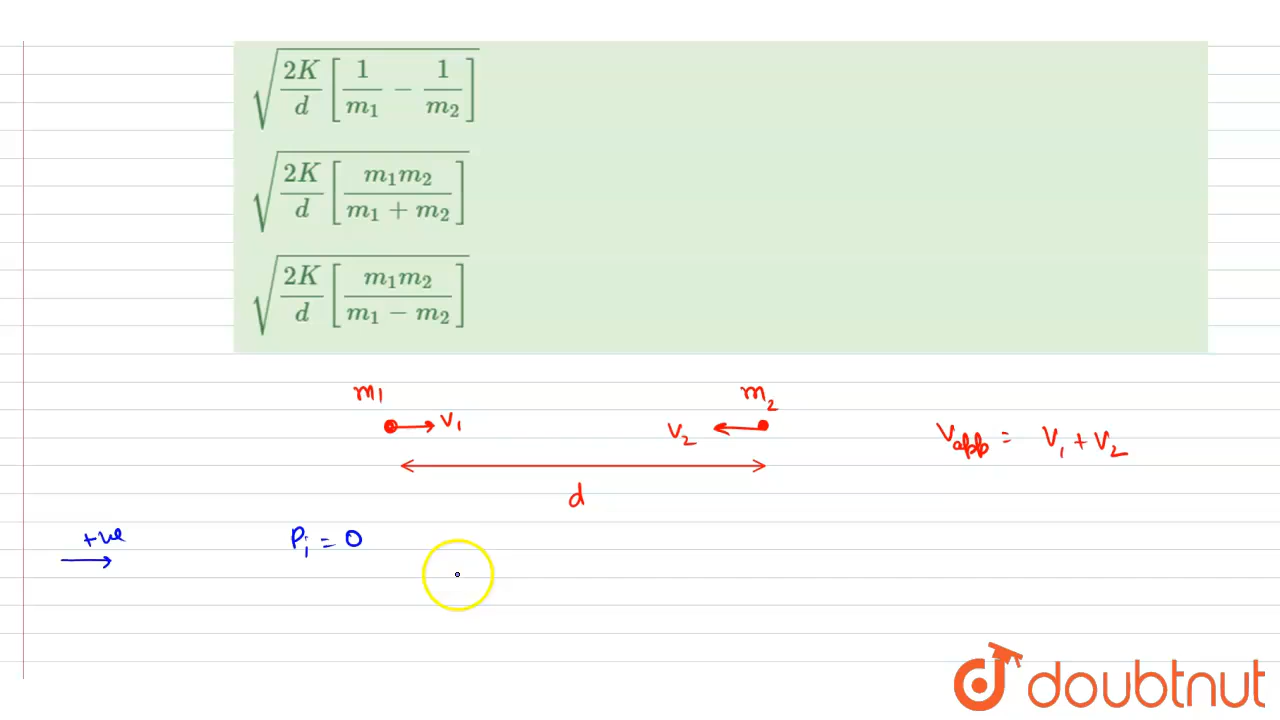 √(2K/d [1/m₁ − 1/m₂])
√(2K/d [m₁m₂/(m₁ + m₂)])
√(2K/d [m₁m₂/(m₁ − m₂)])
m₁ m₂
V₁ V₂ V_app = V₁ + V₂
d
+ve P_i = 0
doubtnut